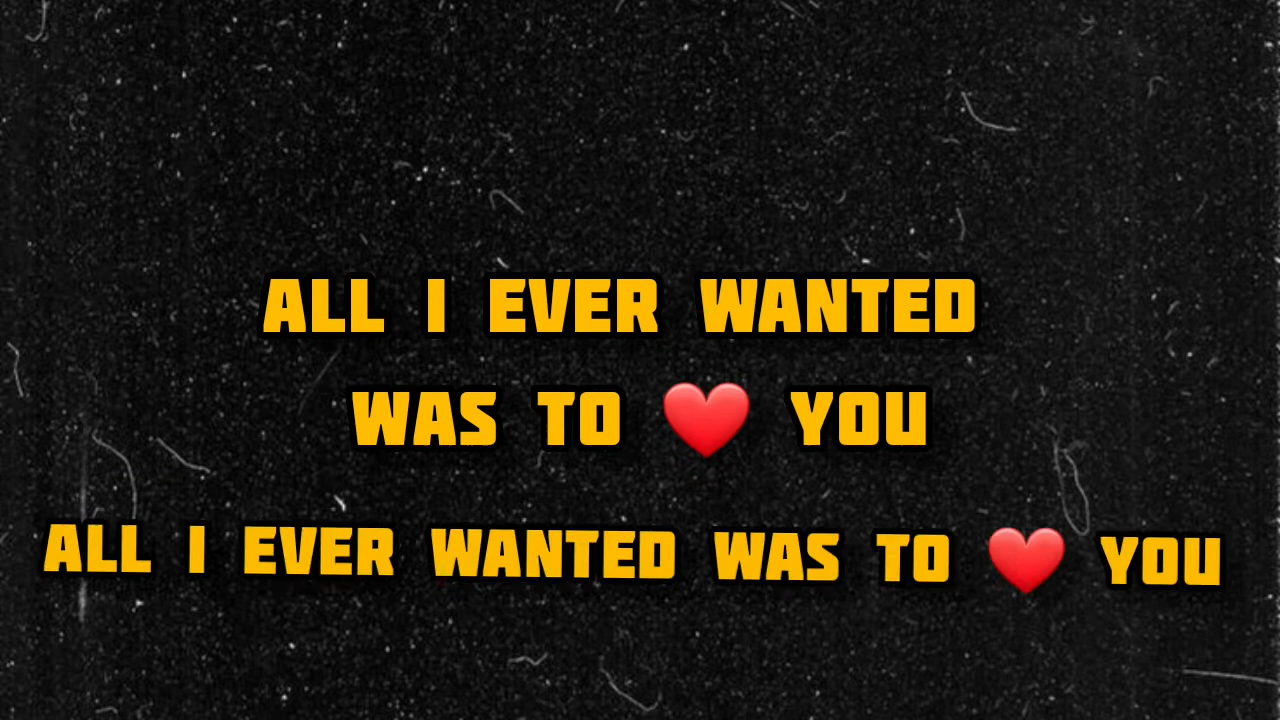 ALL I EVER WANTED
WAS TO ❤️ YOU
ALL I EVER WANTED WAS TO ❤️ YOU